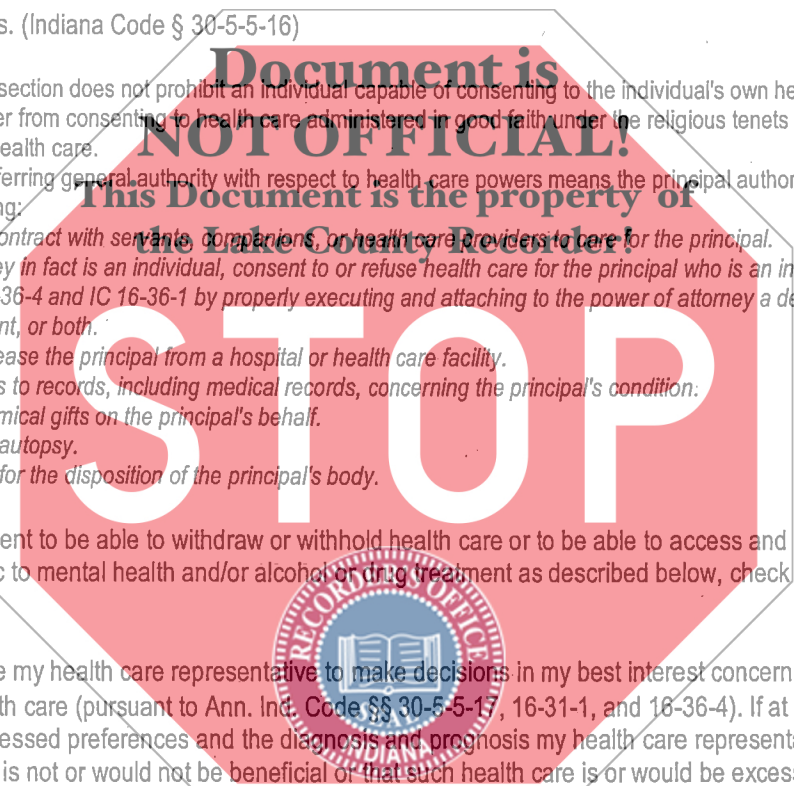 s. (Indiana Code § 30-5-5-16)
Document is
section does not prohibit an individual capable of consenting to the individual's own he
er from consenting to health care administered in good faith under the religious tenets
NOT OFFICIAL!
ealth care.
ferring general authority with respect to health care powers means the principal author
This Document is the property of
ng:
ontract with servants, companions, or health care providers to care for the principal.
the Lake County Recorder!
ey in fact is an individual, consent to or refuse health care for the principal who is an in
36-4 and IC 16-36-1 by properly executing and attaching to the power of attorney a de
nt, or both.
ease the principal from a hospital or health care facility.
s to records, including medical records, concerning the principal's condition.
mical gifts on the principal's behalf.
autopsy.
for the disposition of the principal's body.
STOP
ent to be able to withdraw or withhold health care or to be able to access and
c to mental health and/or alcohol or drug treatment as described below, check
RECORDER'S OFFICE
e my health care representative to make decisions in my best interest concern
th care (pursuant to Ann. Ind. Code §§ 30-5-5-17, 16-31-1, and 16-36-4). If at
SEAL
essed preferences and the diagnosis and prognosis my health care representa
INDIANA
is not or would not be beneficial or that such health care is or would be excess